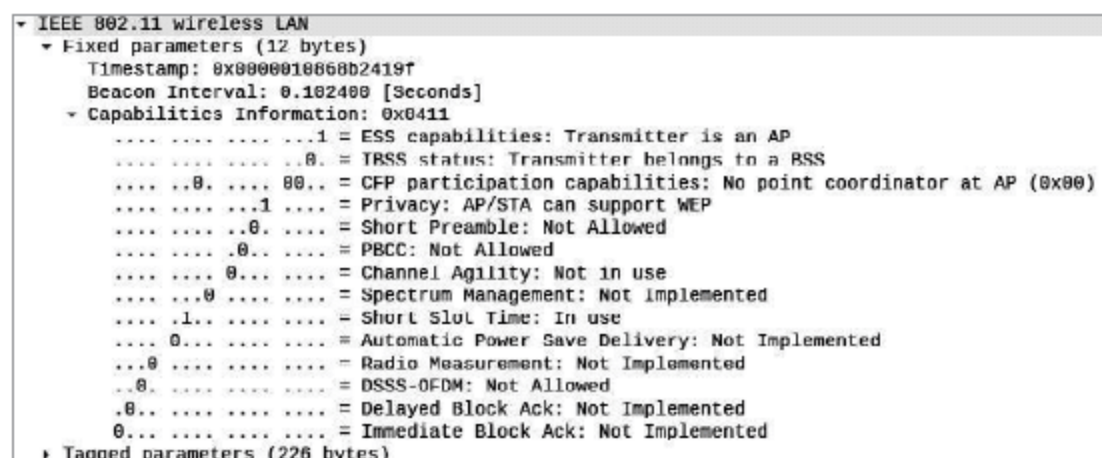 IEEE 802.11 wireless LAN
Fixed parameters (12 bytes)
Timestamp: 0x0000010868b2419f
Beacon Interval: 0.102400 [Seconds]
Capabilities Information: 0x0411
.... .... .... ...1 = ESS capabilities: Transmitter is an AP
.... .... .... ..0. = IBSS status: Transmitter belongs to a BSS
.... ..0. .... 00.. = CFP participation capabilities: No point coordinator at AP (0x00)
.... .... ...1 .... = Privacy: AP/STA can support WEP
.... .... ..0. .... = Short Preamble: Not Allowed
.... .... .0.. .... = PBCC: Not Allowed
.... .... 0... .... = Channel Agility: Not in use
.... ...0 .... .... = Spectrum Management: Not Implemented
.... .1.. .... .... = Short Slot Time: In use
.... 0... .... .... = Automatic Power Save Delivery: Not Implemented
...0 .... .... .... = Radio Measurement: Not Implemented
..0. .... .... .... = DSSS-OFDM: Not Allowed
.0.. .... .... .... = Delayed Block Ack: Not Implemented
0... .... .... .... = Immediate Block Ack: Not Implemented
Tagged parameters (226 bytes)